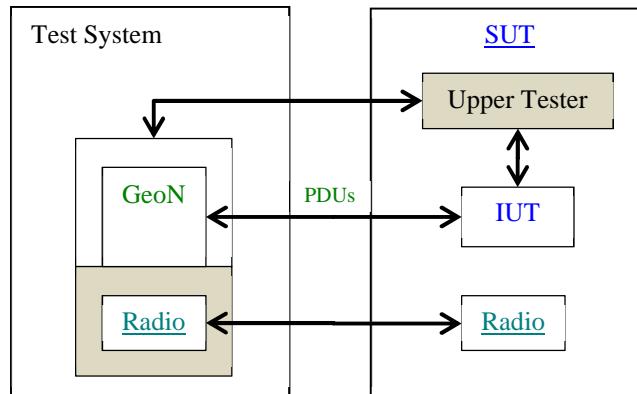 Test System
SUT
Upper Tester
GeoN
PDUs
IUT
Radio
Radio